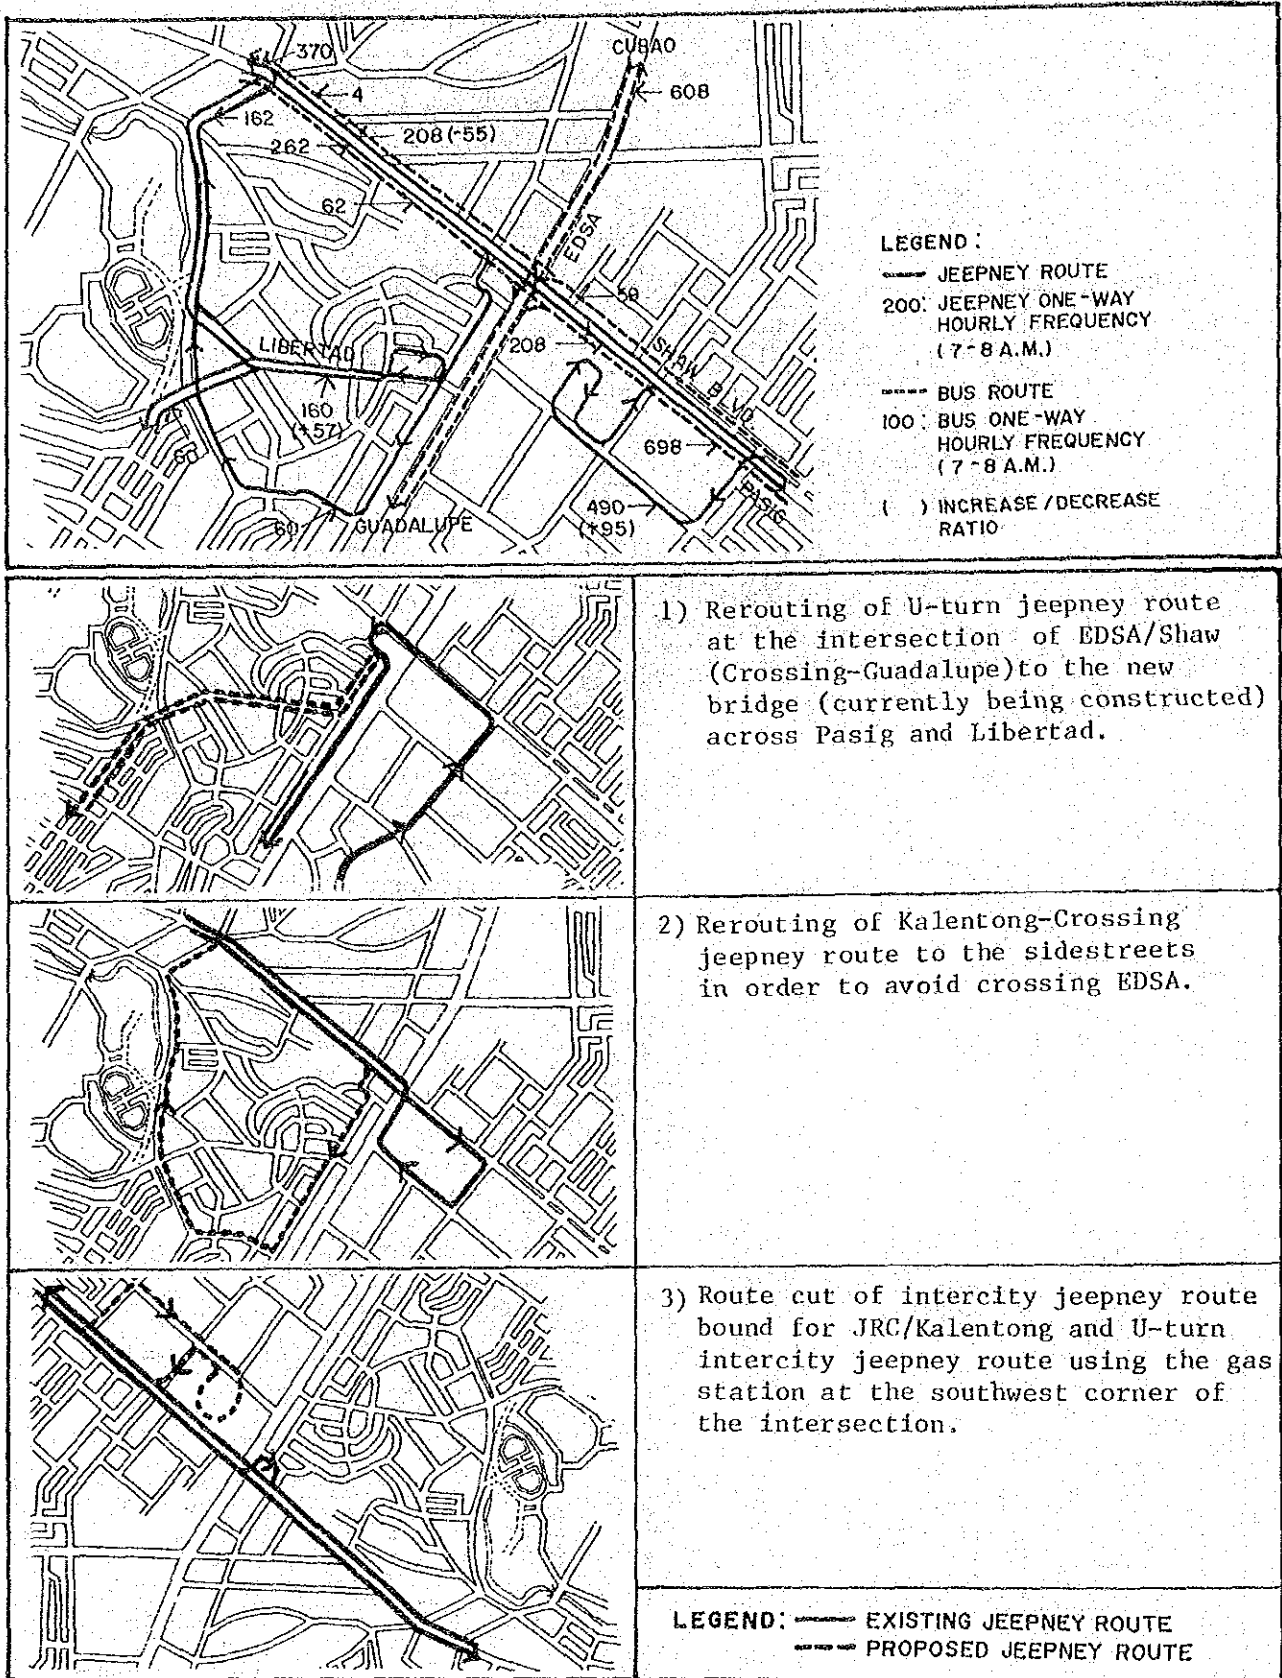 370
CUBAO
608
4
162
208 (-55)
262
62
EDSA
59
LIBERTAD
208
SHAW BLVD.
160
(+57)
698
PASIG
490
(+95)
60
GUADALUPE
LEGEND:
JEEPNEY ROUTE
200: JEEPNEY ONE-WAY
HOURLY FREQUENCY
(7-8 A.M.)
BUS ROUTE
100: BUS ONE-WAY
HOURLY FREQUENCY
(7-8 A.M.)
( ) INCREASE/DECREASE
RATIO
1) Rerouting of U-turn jeepney route
at the intersection of EDSA/Shaw
(Crossing-Guadalupe)to the new
bridge (currently being constructed)
across Pasig and Libertad.
2) Rerouting of Kalentong-Crossing
jeepney route to the sidestreets
in order to avoid crossing EDSA.
3) Route cut of intercity jeepney route
bound for JRC/Kalentong and U-turn
intercity jeepney route using the gas
station at the southwest corner of
the intersection.
LEGEND: EXISTING JEEPNEY ROUTE
PROPOSED JEEPNEY ROUTE